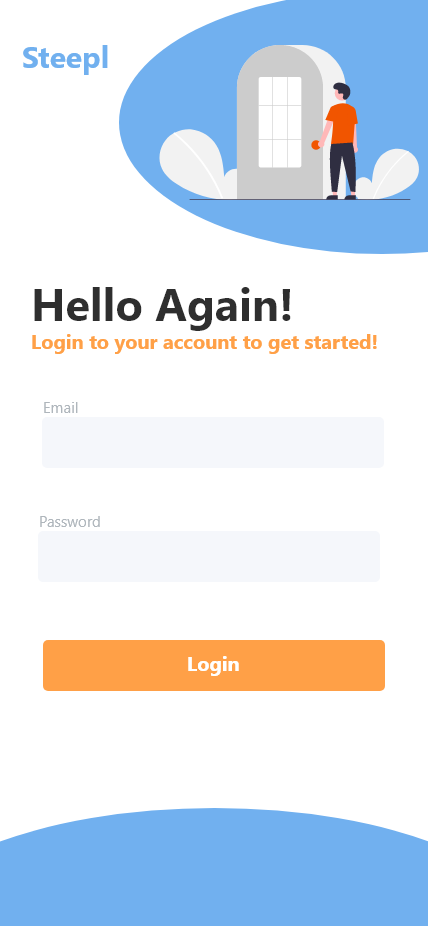 Steepl
Hello Again!
Login to your account to get started!
Email
Password
Login